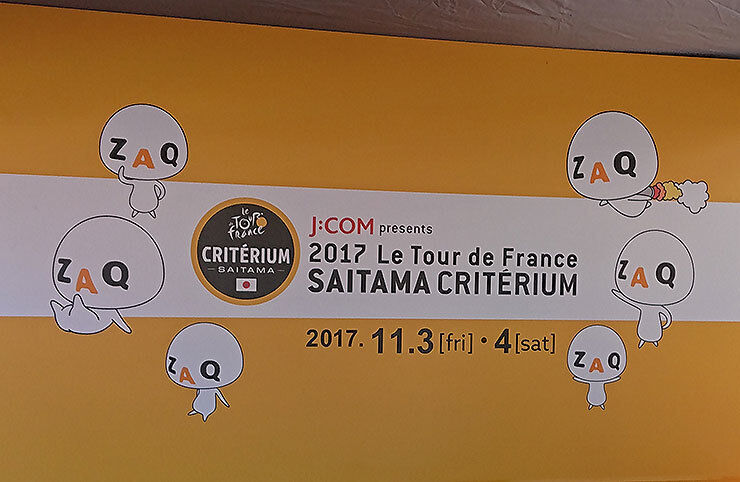 ZAQ
ZAQ
ZAQ
ZAQ
ZAQ
ZAQ
le
TOUR
de
france
CRITÉRIUM
SAITAMA
J:COM presents
2017 Le Tour de France
SAITAMA CRITÉRIUM
2017. 11.3[fri]・4[sat]